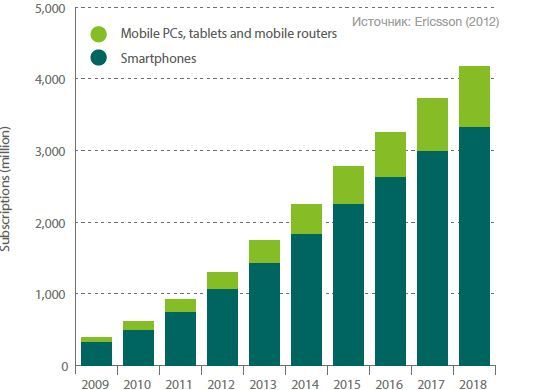 5,000
Источник: Ericsson (2012)
Mobile PCs, tablets and mobile routers
Smartphones
4,000
3,000
Subscriptions (million)
2,000
1,000
0
2009 2010 2011 2012 2013 2014 2015 2016 2017 2018